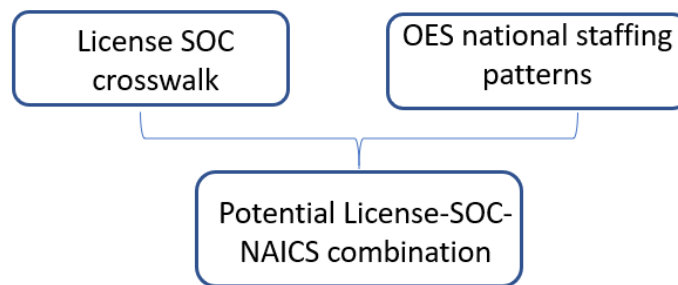 License SOC
crosswalk
OES national staffing
patterns
Potential License-SOC-
NAICS combination